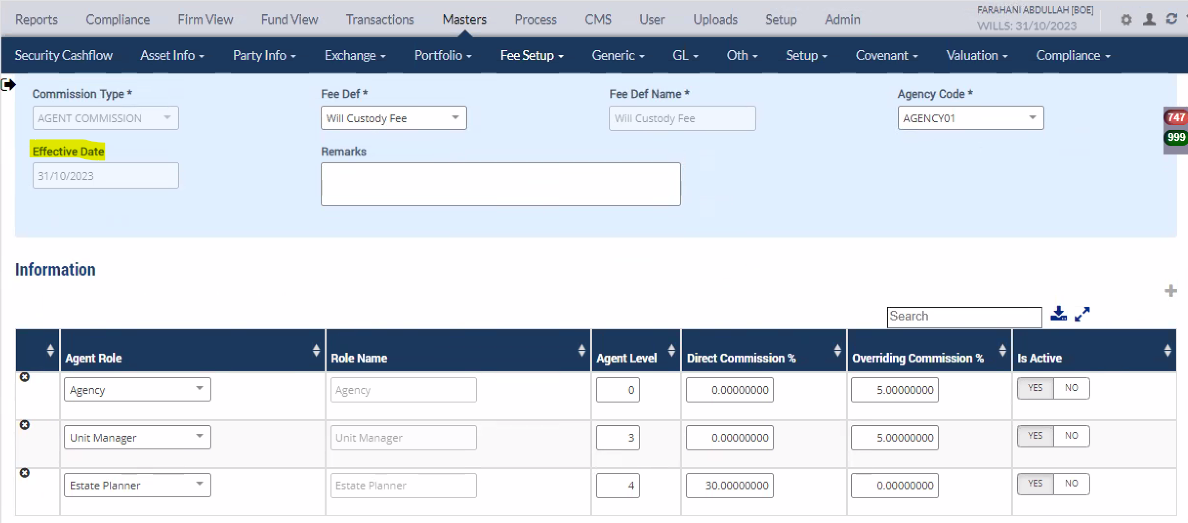 Reports Compliance Firm View Fund View Transactions Masters Process CMS User Uploads Setup Admin FARAHANI ABDULLAH [BOE]
WILLS: 31/10/2023
Security Cashflow Asset Info Party Info Exchange Portfolio Fee Setup Generic GL Oth Setup Covenant Valuation Compliance
Commission Type * Fee Def * Fee Def Name * Agency Code *
AGENT COMMISSION Will Custody Fee Will Custody Fee AGENCY01
747
999
Effective Date Remarks
31/10/2023
Information
Search
Agent Role Role Name Agent Level Direct Commission % Overriding Commission % Is Active
Agency Agency 0 0.00000000 5.00000000 YES NO
Unit Manager Unit Manager 3 0.00000000 5.00000000 YES NO
Estate Planner Estate Planner 4 30.00000000 0.00000000 YES NO